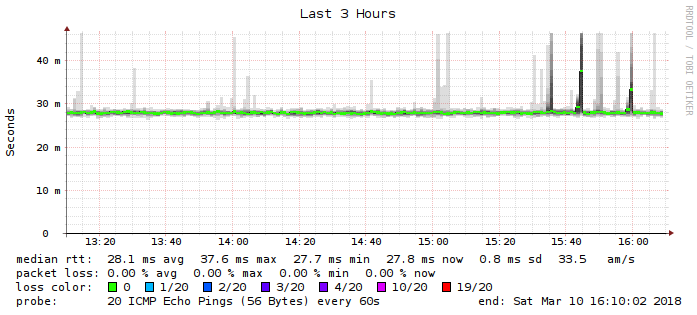 Last 3 Hours
RRDTOOL / TOBI OETIKER
Seconds
40 m
30 m
20 m
10 m
0
13:20 13:40 14:00 14:20 14:40 15:00 15:20 15:40 16:00
median rtt: 28.1 ms avg 37.6 ms max 27.7 ms min 27.8 ms now 0.8 ms sd 33.5 am/s
packet loss: 0.00 % avg 0.00 % max 0.00 % min 0.00 % now
loss color: 0 1/20 2/20 3/20 4/20 10/20 19/20
probe: 20 ICMP Echo Pings (56 Bytes) every 60s end: Sat Mar 10 16:10:02 2018